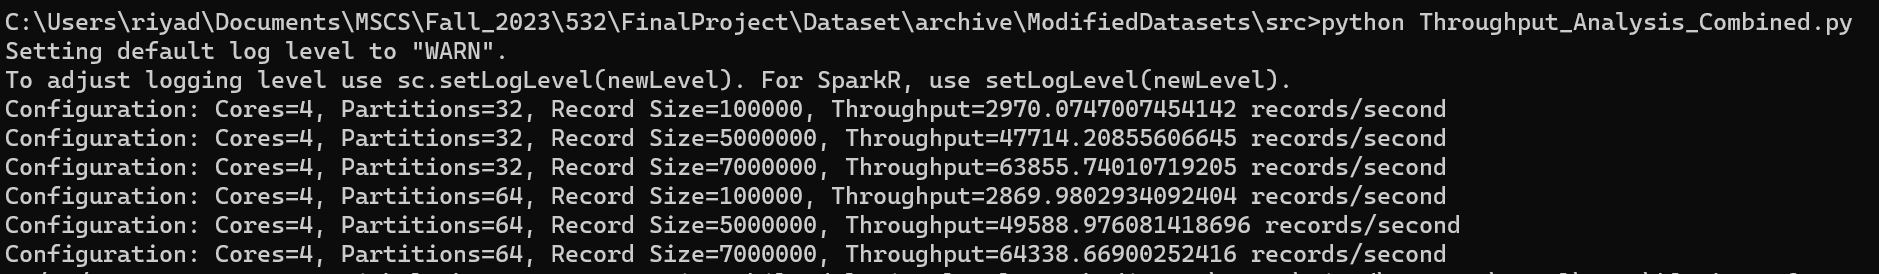 C:\Users\riyad\Documents\MSCS\Fall_2023\532\FinalProject\Dataset\archive\ModifiedDatasets\src>python Throughput_Analysis_Combined.py
Setting default log level to "WARN".
To adjust logging level use sc.setLogLevel(newLevel). For SparkR, use setLogLevel(newLevel).
Configuration: Cores=4, Partitions=32, Record Size=100000, Throughput=2970.0747007454142 records/second
Configuration: Cores=4, Partitions=32, Record Size=5000000, Throughput=47714.20855606645 records/second
Configuration: Cores=4, Partitions=32, Record Size=7000000, Throughput=63855.74010719205 records/second
Configuration: Cores=4, Partitions=64, Record Size=100000, Throughput=2869.9802934092404 records/second
Configuration: Cores=4, Partitions=64, Record Size=5000000, Throughput=49588.976081418696 records/second
Configuration: Cores=4, Partitions=64, Record Size=7000000, Throughput=64338.66900252416 records/second